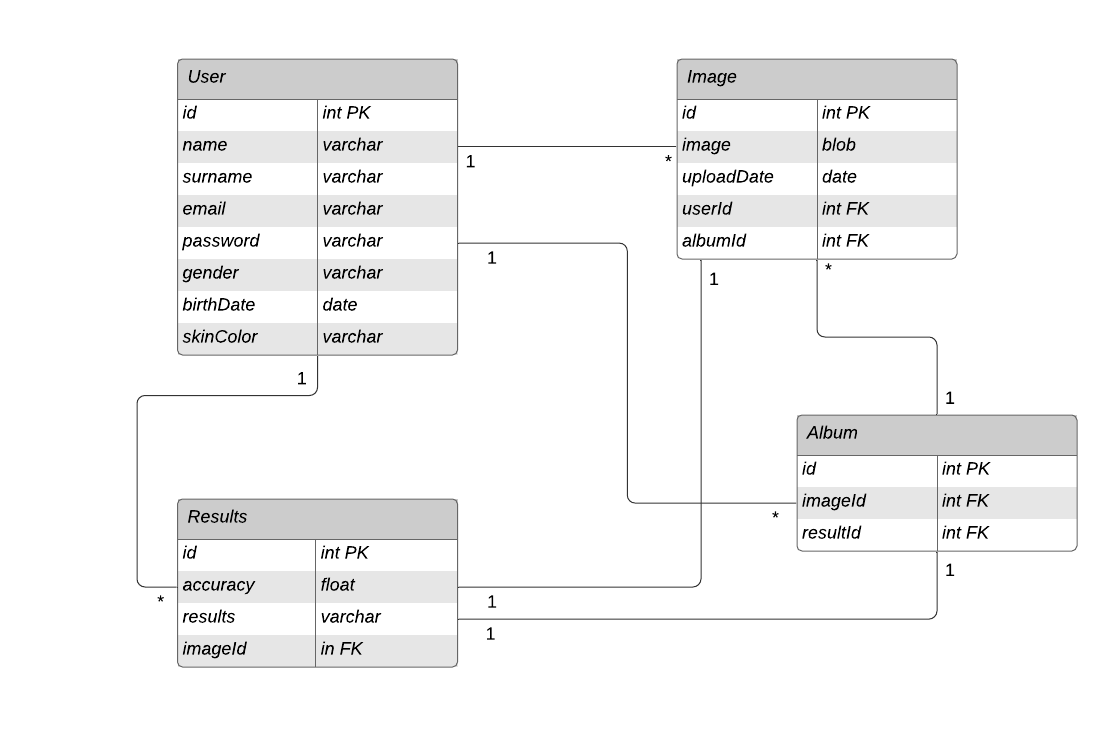 User
id int PK
name varchar
surname varchar
email varchar
password varchar
gender varchar
birthDate date
skinColor varchar
Image
id int PK
image blob
uploadDate date
userId int FK
albumId int FK
1
*
1
1
*
1
1
Album
id int PK
imageId int FK
resultId int FK
*
1
Results
id int PK
accuracy float
results varchar
imageId in FK
*
1
1